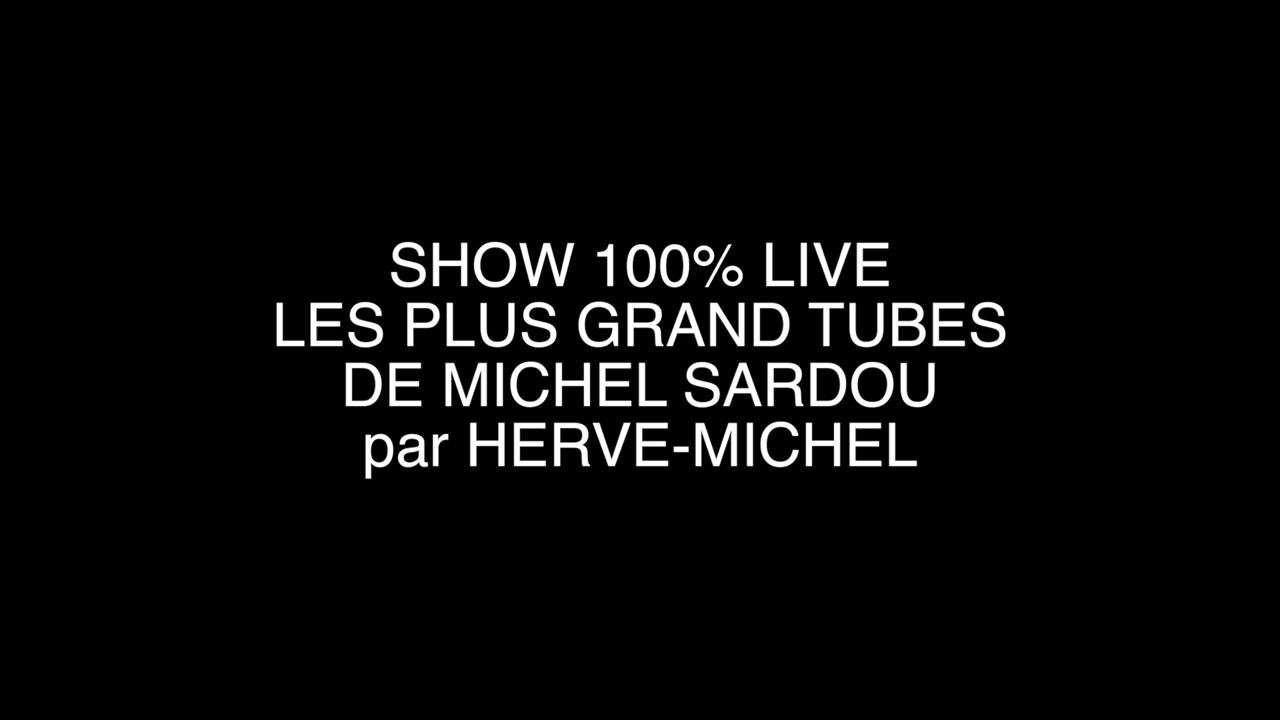 SHOW 100% LIVE
LES PLUS GRAND TUBES
DE MICHEL SARDOU
par HERVE-MICHEL